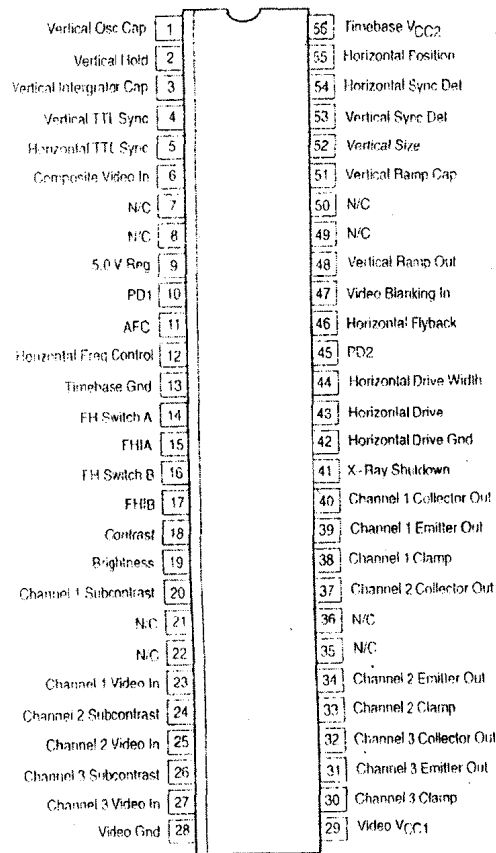 Vertical Osc Cap 1
Vertical Hold 2
Vertical Intergrator Cap 3
Vertical TTL Sync 4
Horizontal TTL Sync 5
Composite Video In 6
N/C 7
N/C 8
5.0 V Reg 9
PD1 10
AFC 11
Horizontal Freq Control 12
Timebase Gnd 13
FH Switch A 14
FHIA 15
FH Switch B 16
FHIB 17
Contrast 18
Brightness 19
Channel 1 Subcontrast 20
N/C 21
N/C 22
Channel 1 Video In 23
Channel 2 Subcontrast 24
Channel 2 Video In 25
Channel 3 Subcontrast 26
Channel 3 Video In 27
Video Gnd 28
56 Timebase VCC2
55 Horizontal Position
54 Horizontal Sync Det
53 Vertical Sync Det
52 Vertical Size
51 Vertical Ramp Cap
50 N/C
49 N/C
48 Vertical Ramp Out
47 Video Blanking In
46 Horizontal Flyback
45 PD2
44 Horizontal Drive Width
43 Horizontal Drive
42 Horizontal Drive Gnd
41 X-Ray Shutdown
40 Channel 1 Collector Out
39 Channel 1 Emitter Out
38 Channel 1 Clamp
37 Channel 2 Collector Out
36 N/C
35 N/C
34 Channel 2 Emitter Out
33 Channel 2 Clamp
32 Channel 3 Collector Out
31 Channel 3 Emitter Out
30 Channel 3 Clamp
29 Video VCC1